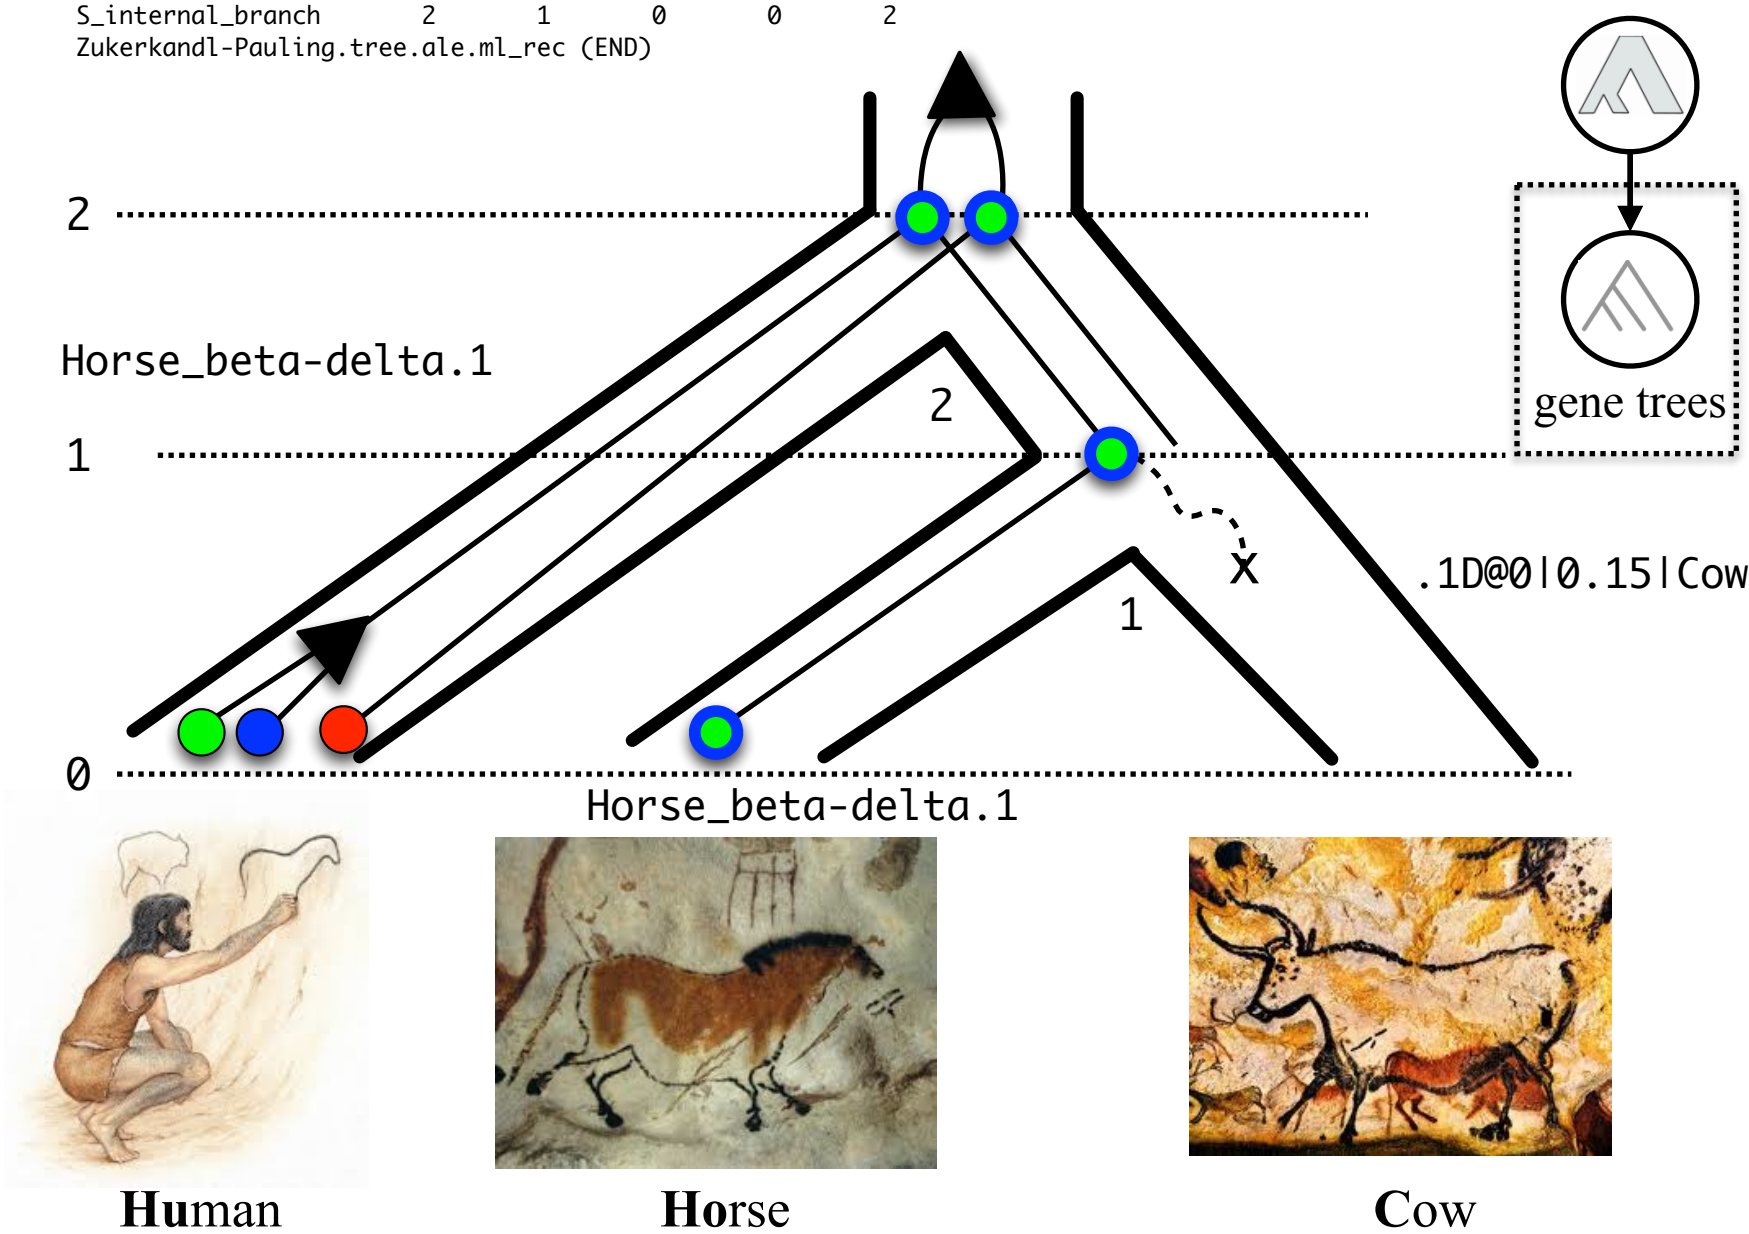 S_internal_branch 2 1 0 0 2
Zukerkandl-Pauling.tree.ale.ml_rec (END)
2
Horse_beta-delta.1
2
gene trees
1
x
.1D@0|0.15|Cow
1
0
Horse_beta-delta.1
Human
Horse
Cow